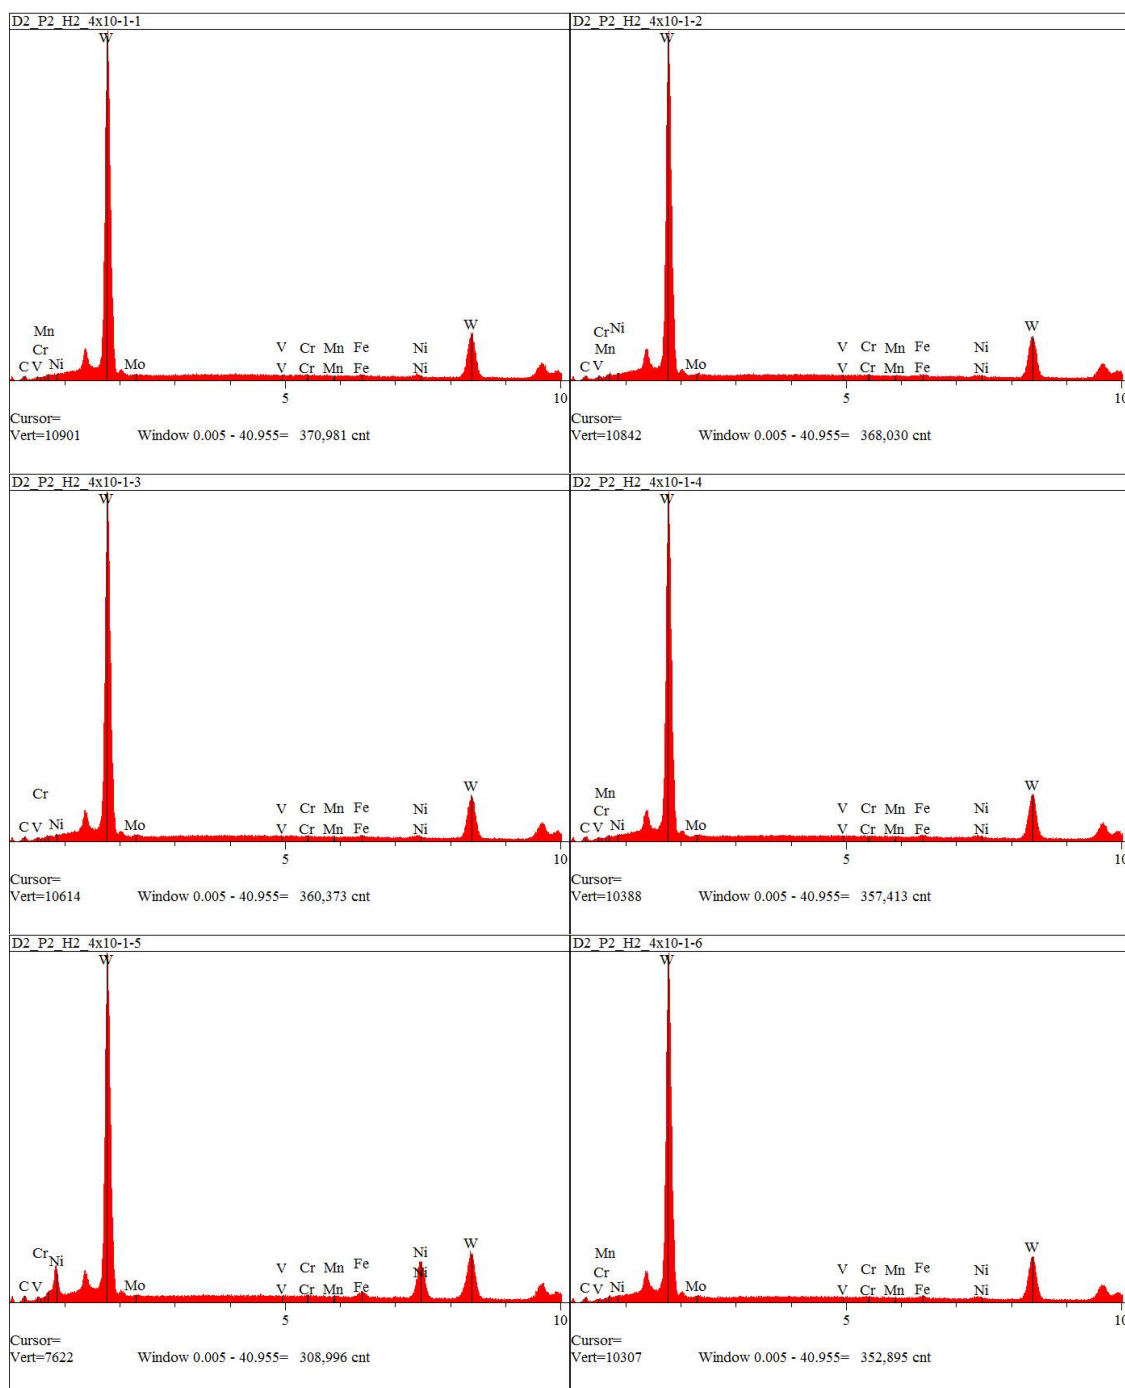 D2_P2_H2_4x10-1-1
W
W
Mn
Cr
V Cr Mn Fe Ni
C V Ni Mo V Cr Mn Fe Ni
5 10
Cursor=
Vert=10901 Window 0.005 - 40.955= 370,981 cnt
D2_P2_H2_4x10-1-2
W
W
Cr Ni
Mn
V Cr Mn Fe Ni
C V Mo V Cr Mn Fe Ni
5 10
Cursor=
Vert=10842 Window 0.005 - 40.955= 368,030 cnt
D2_P2_H2_4x10-1-3
W
W
Cr
V Cr Mn Fe Ni
C V Ni Mo V Cr Mn Fe Ni
5 10
Cursor=
Vert=10614 Window 0.005 - 40.955= 360,373 cnt
D2_P2_H2_4x10-1-4
W
W
Mn
Cr
V Cr Mn Fe Ni
C V Ni Mo V Cr Mn Fe Ni
5 10
Cursor=
Vert=10388 Window 0.005 - 40.955= 357,413 cnt
D2_P2_H2_4x10-1-5
W
W
Cr Ni
V Cr Mn Fe Ni
C V Mo V Cr Mn Fe Ni
5 10
Cursor=
Vert=7622 Window 0.005 - 40.955= 308,996 cnt
D2_P2_H2_4x10-1-6
W
W
Mn
Cr
V Cr Mn Fe Ni
C V Ni Mo V Cr Mn Fe Ni
5 10
Cursor=
Vert=10307 Window 0.005 - 40.955= 352,895 cnt